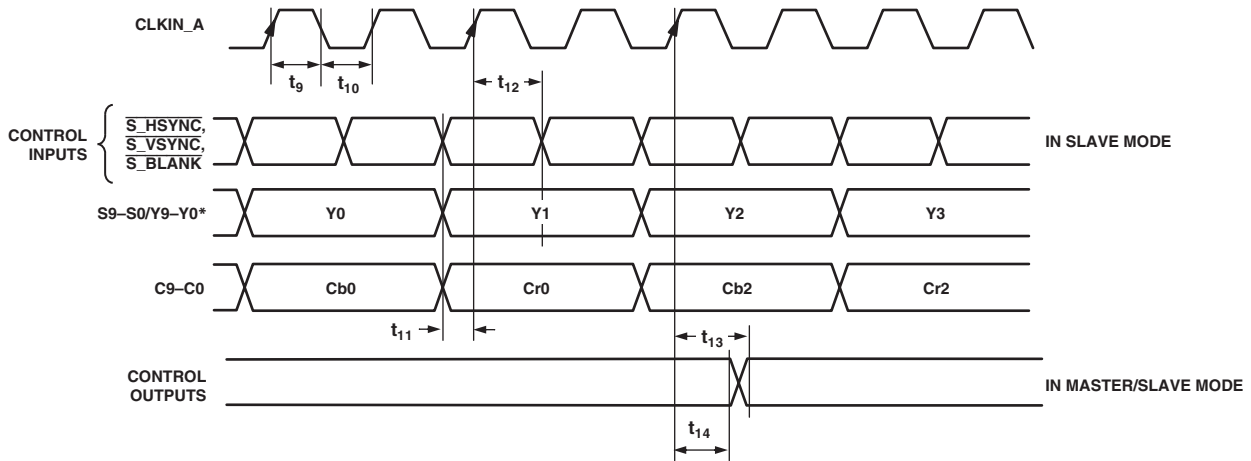 CLKIN_A
t9
t10
t12
CONTROL INPUTS
S_HSYNC,
S_VSYNC,
S_BLANK
IN SLAVE MODE
S9–S0/Y9–Y0*
Y0
Y1
Y2
Y3
C9–C0
Cb0
Cr0
Cb2
Cr2
t11
t13
CONTROL OUTPUTS
IN MASTER/SLAVE MODE
t14